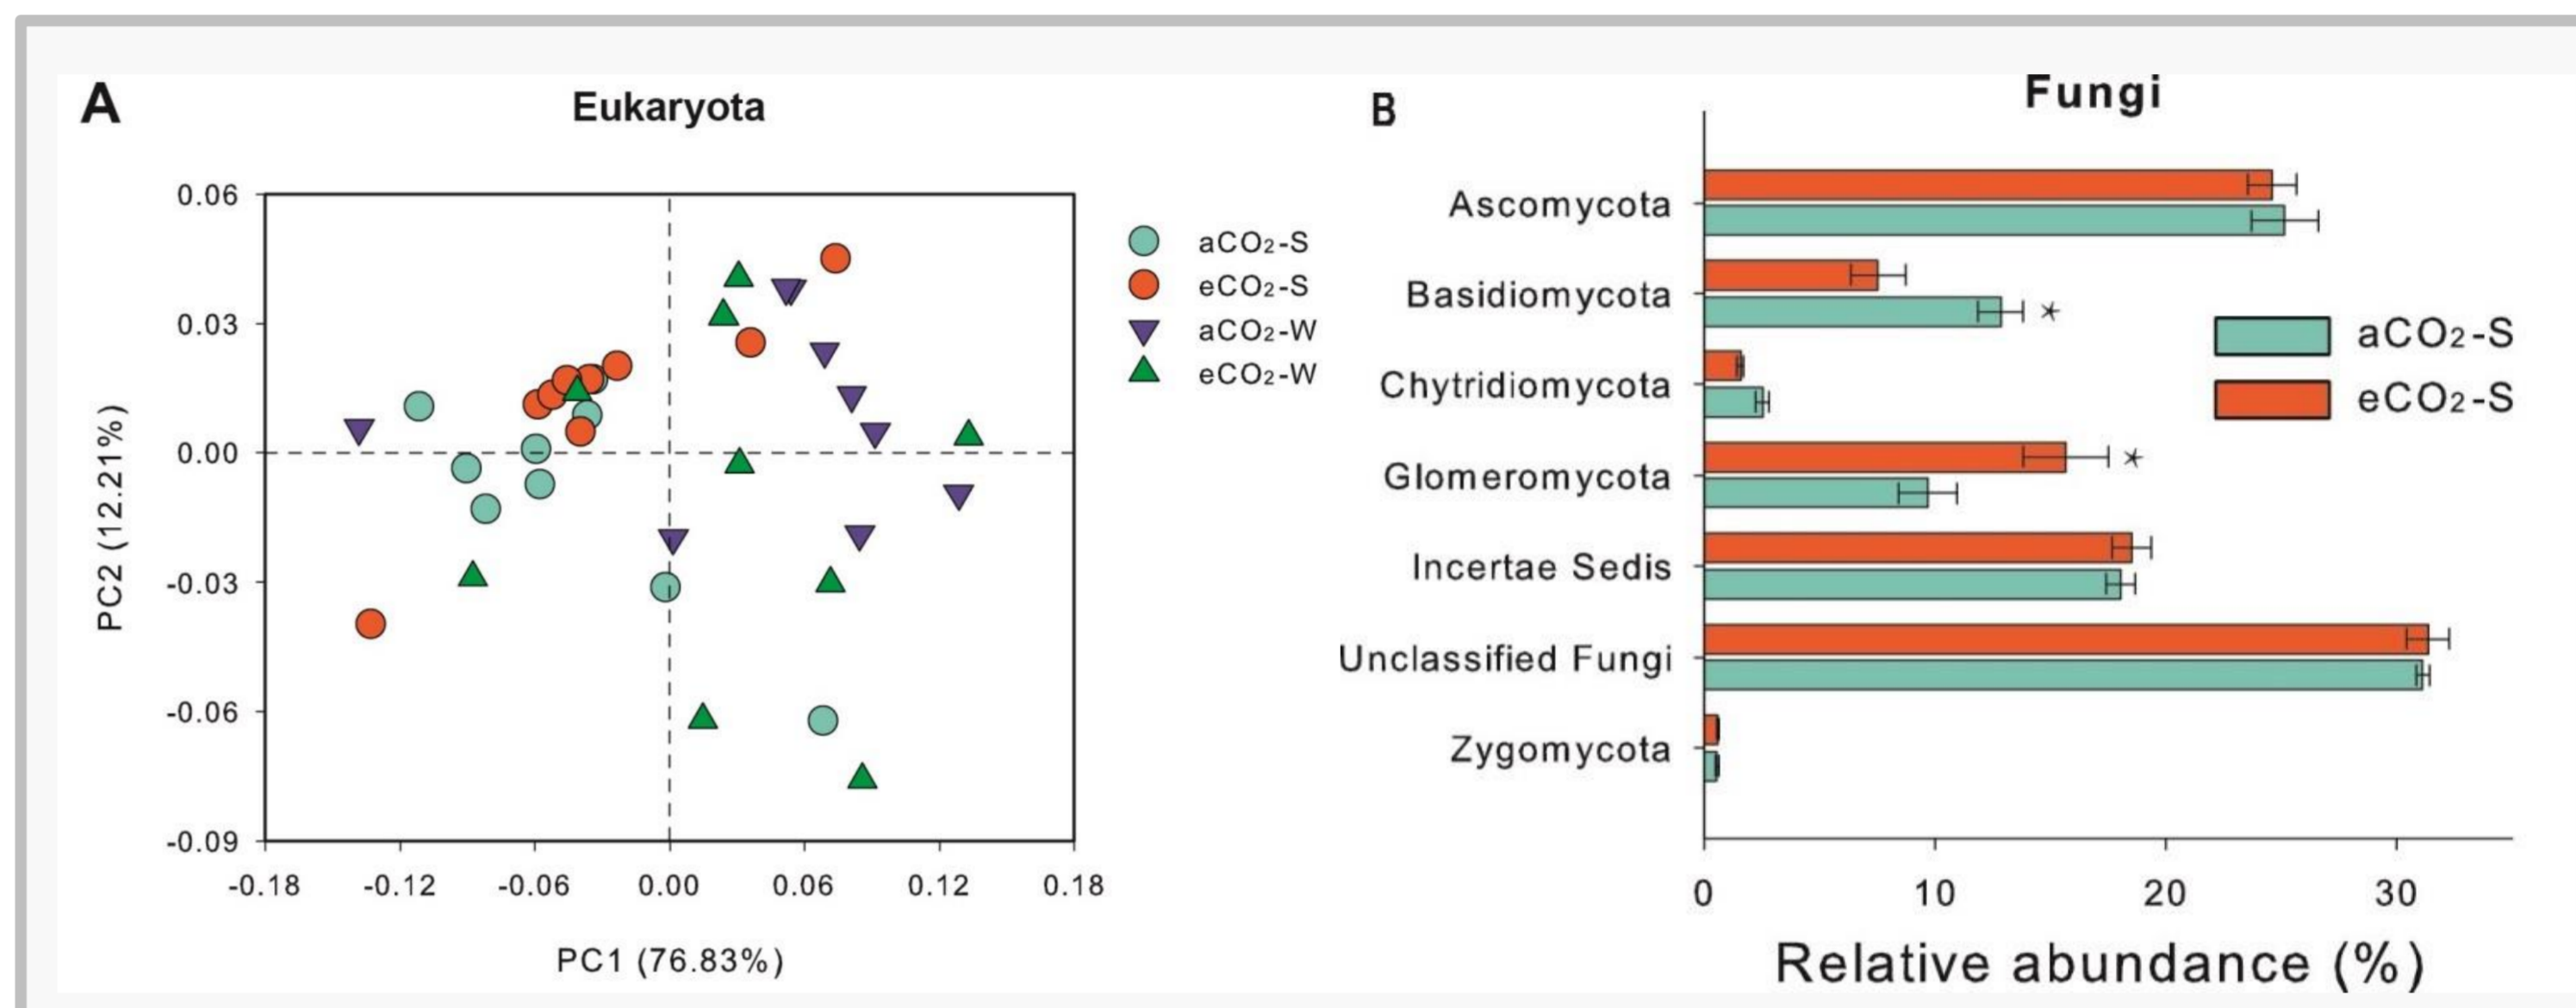 A
Eukaryota
0.06
0.03
0.00
-0.03
-0.06
-0.09
PC2 (12.21%)
-0.18 -0.12 -0.06 0.00 0.06 0.12 0.18
PC1 (76.83%)
aCO₂-S
eCO₂-S
aCO₂-W
eCO₂-W
B
Fungi
Ascomycota
Basidiomycota
*
Chytridiomycota
Glomeromycota
*
Incertae Sedis
Unclassified Fungi
Zygomycota
aCO₂-S
eCO₂-S
0 10 20 30
Relative abundance (%)